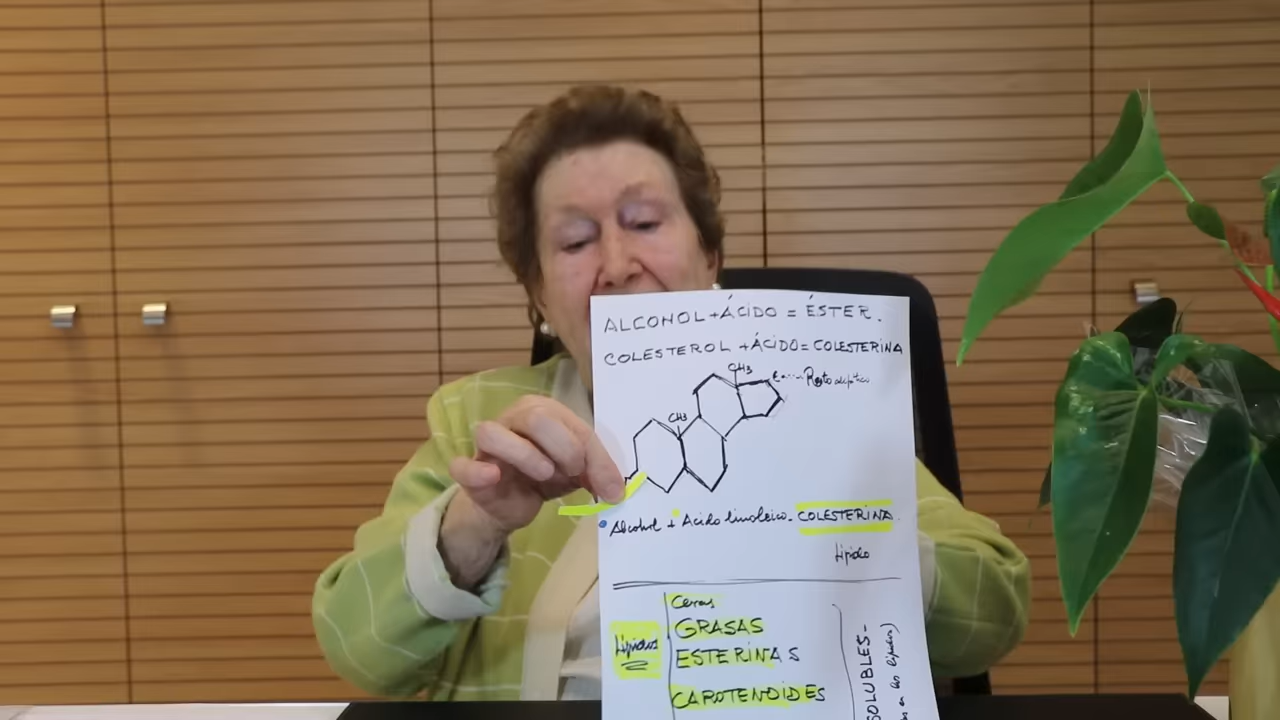 ALCOHOL + ÁCIDO = ÉSTER.
COLESTEROL + ÁCIDO = COLESTERINA
CH3
Resto alifático
CH3
Alcohol + Acido linoleico - COLESTERINA.
Lípido
Lípidos
Ceras
GRASAS
ESTERINAS
CAROTENOIDES
SOLUBLES-